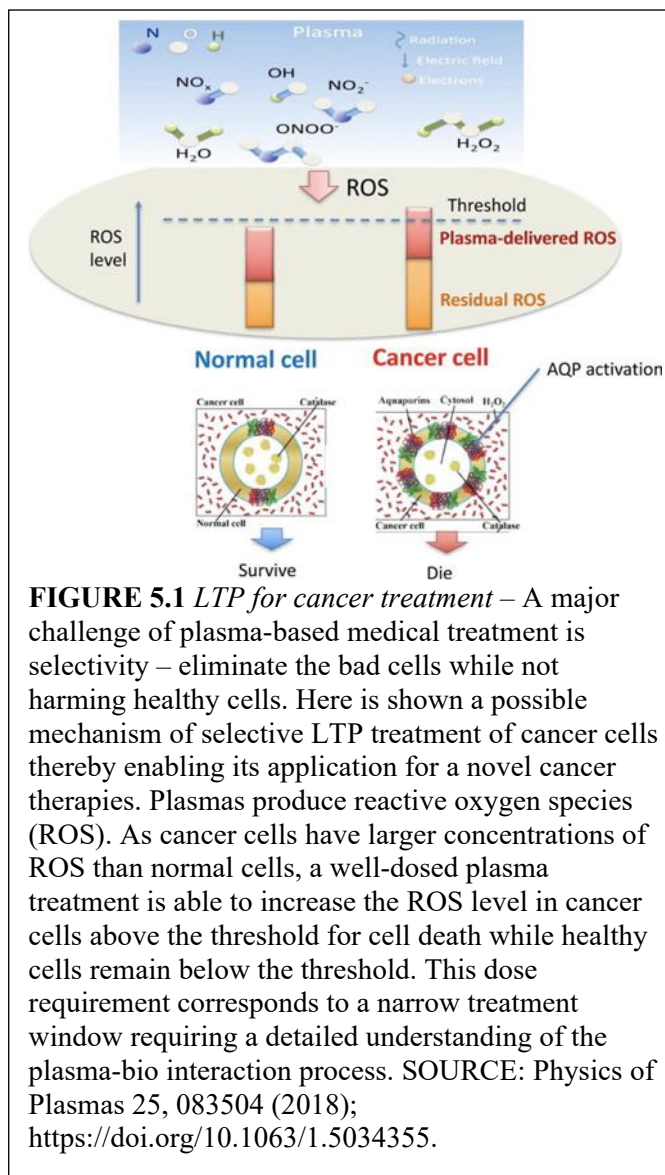 N O H
Plasma
Radiation
Electric field
Electrons
NOx OH NO2-
H2O ONOO- H2O2
ROS
Threshold
ROS level
Plasma-delivered ROS
Residual ROS
Normal cell Cancer cell
AQP activation
Cancer cell Catalase
Aquaporins Cytosol H2O2
Normal cell
Cancer cell Catalase
Survive Die
FIGURE 5.1 LTP for cancer treatment – A major
challenge of plasma-based medical treatment is
selectivity – eliminate the bad cells while not
harming healthy cells. Here is shown a possible
mechanism of selective LTP treatment of cancer cells
thereby enabling its application for a novel cancer
therapies. Plasmas produce reactive oxygen species
(ROS). As cancer cells have larger concentrations of
ROS than normal cells, a well-dosed plasma
treatment is able to increase the ROS level in cancer
cells above the threshold for cell death while healthy
cells remain below the threshold. This dose
requirement corresponds to a narrow treatment
window requiring a detailed understanding of the
plasma-bio interaction process. SOURCE: Physics of
Plasmas 25, 083504 (2018);
https://doi.org/10.1063/1.5034355.